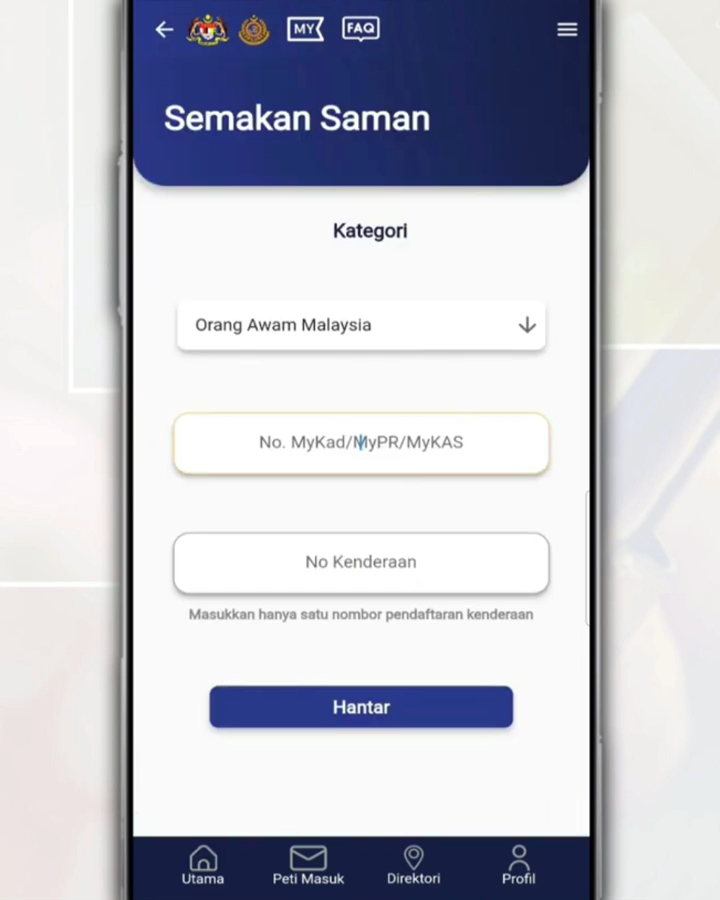 MY
FAQ
Semakan Saman
Kategori
Orang Awam Malaysia
No. MyKad/MyPR/MyKAS
No Kenderaan
Masukkan hanya satu nombor pendaftaran kenderaan
Hantar
Utama
Peti Masuk
Direktori
Profil